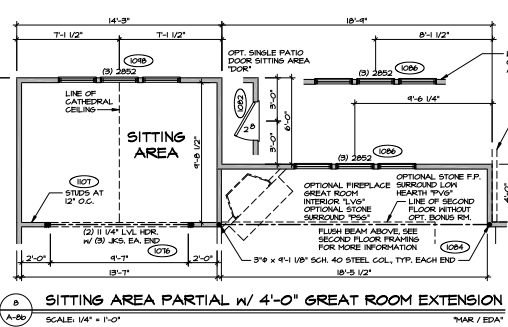 14'-3"
18'-9"
7'-1 1/2"
7'-1 1/2"
8'-1 1/2"
1098
(3) 2852
OPT. SINGLE PATIO
DOOR SITTING AREA
"DOR"
1086
(3) 2852
LINE OF
CATHEDRAL
CEILING
1082
2 8
3'-0"
6'-0"
3'-0"
9'-6 1/4"
SITTING
AREA
9'-8 1/2"
1086
(3) 2852
1107
STUDS AT
12" O.C.
OPTIONAL FIREPLACE
GREAT ROOM
INTERIOR "LVG"
OPTIONAL STONE
SURROUND "PSG"
OPTIONAL STONE F.P.
SURROUND LOW
HEARTH "PVG"
LINE OF SECOND
FLOOR WITHOUT
OPT. BONUS RM.
(2) 11 1/4" LVL HDR.
W/ (3) JKS. EA. END
1076
FLUSH BEAM ABOVE, SEE
SECOND FLOOR FRAMING
FOR MORE INFORMATION
1084
2'-0"
9'-7"
2'-0"
3"Φ x 9'-1 1/8" SCH. 40 STEEL COL., TYP. EACH END
13'-7"
18'-5 1/2"
8
A-8b
SITTING AREA PARTIAL W/ 4'-0" GREAT ROOM EXTENSION
SCALE: 1/4" = 1'-0"
"MAR / EDA"